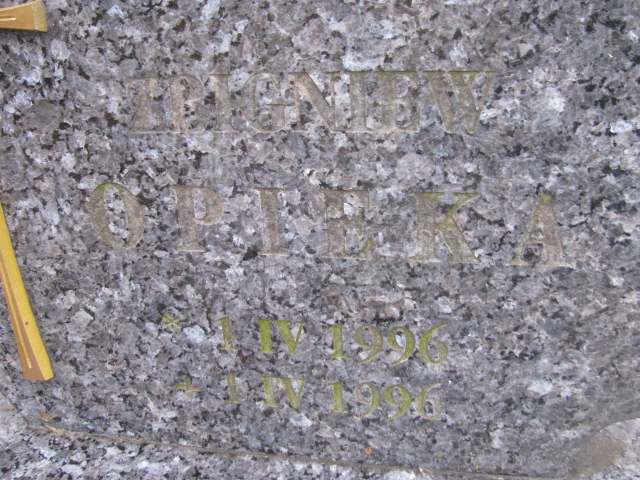 ZBIGNIEW
OPIEKA
* 1 IV 1996
+ 1 IV 1996